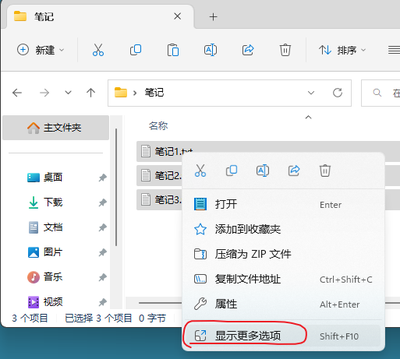 笔记
新建
排序
笔记
在
主文件夹
名称
笔记1.txt
桌面
笔记2.
下载
笔记3.
文档
图片
音乐
视频
打开 Enter
添加到收藏夹
压缩为 ZIP 文件
复制文件地址 Ctrl+Shift+C
属性 Alt+Enter
显示更多选项 Shift+F10
3 个项目 已选择 3 个项目 0 字节